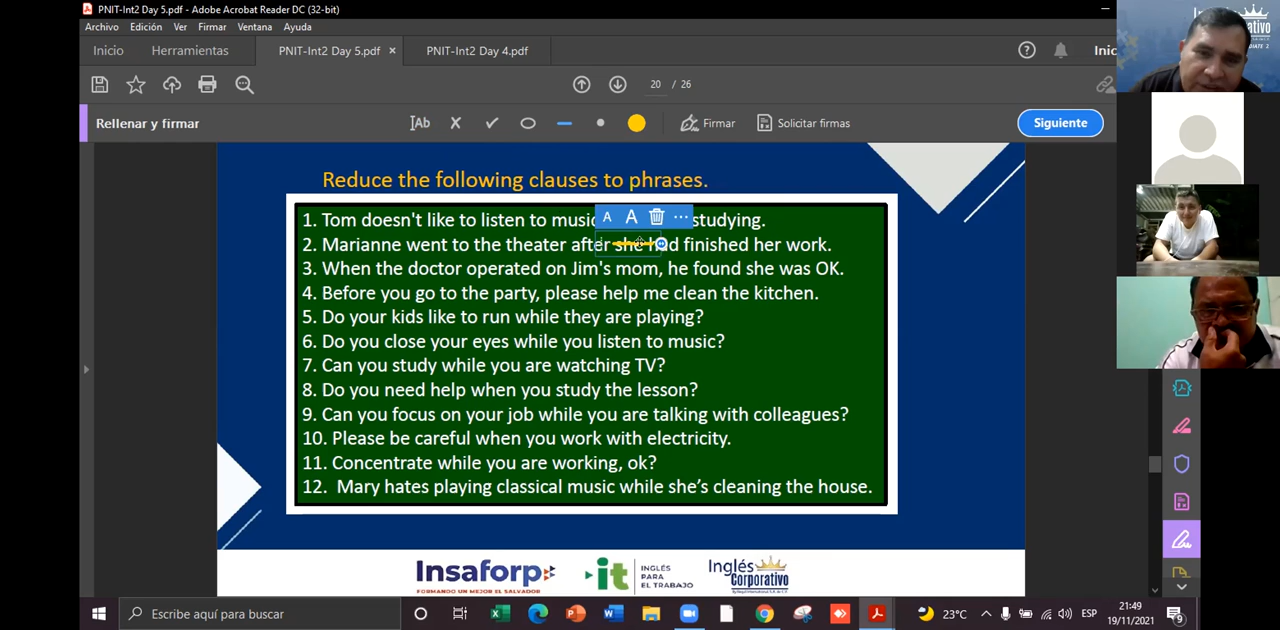 PNIT-Int2 Day 5.pdf - Adobe Acrobat Reader DC (32-bit)
Archivo Edición Ver Firmar Ventana Ayuda
Inicio Herramientas PNIT-Int2 Day 5.pdf × PNIT-Int2 Day 4.pdf Inic
20 / 26
Rellenar y firmar Ab Firmar Solicitar firmas Siguiente
Reduce the following clauses to phrases.
A A ...
1. Tom doesn't like to listen to music studying.
2. Marianne went to the theater after she had finished her work.
3. When the doctor operated on Jim's mom, he found she was OK.
4. Before you go to the party, please help me clean the kitchen.
5. Do your kids like to run while they are playing?
6. Do you close your eyes while you listen to music?
7. Can you study while you are watching TV?
8. Do you need help when you study the lesson?
9. Can you focus on your job while you are talking with colleagues?
10. Please be careful when you work with electricity.
11. Concentrate while you are working, ok?
12. Mary hates playing classical music while she's cleaning the house.
Insaforp
FORMANDO UN MEJOR EL SALVADOR
it INGLÉS PARA EL TRABAJO
Inglés Corporativo
Escribe aquí para buscar
23°C ESP 21:49
19/11/2021 9